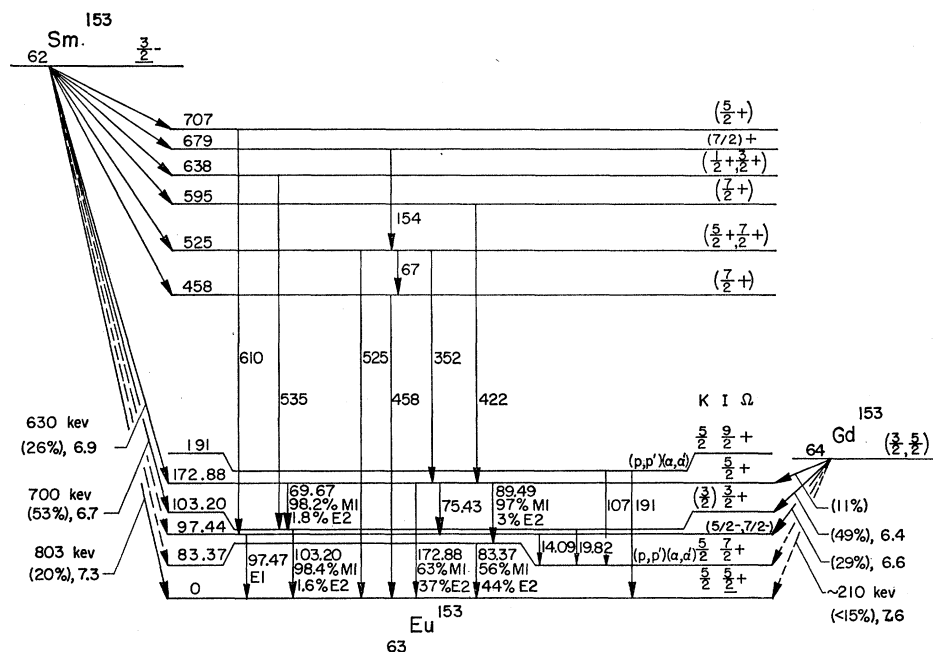 153
Sm.
62
3/2 -
707
(5/2 +)
679
(7/2) +
638
(1/2 +, 3/2 +)
595
(7/2 +)
154
525
(5/2 +, 7/2 +)
67
458
(7/2 +)
610
535
525
458
352
422
630 kev
(26%), 6.9
700 kev
(53%), 6.7
803 kev
(20%), 7.3
K I Ω
191
5/2 9/2 +
(p,p')(α,α')
172.88
5/2 +
103.20
(3/2) 3/2 +
97.44
(5/2-,7/2-)
83.37
5/2 7/2 +
(p,p')(α,α')
0
5/2 5/2 +
69.67
98.2% M1
1.8% E2
75.43
89.49
97% M1
3% E2
107
191
97.47
E1
103.20
98.4% M1
1.6% E2
172.88
63% M1
37% E2
83.37
56% M1
44% E2
14.09
19.82
153
Gd
64
(3/2, 5/2)
(11%)
(49%), 6.4
(29%), 6.6
~210 kev
(<15%), 7.6
153
Eu
63